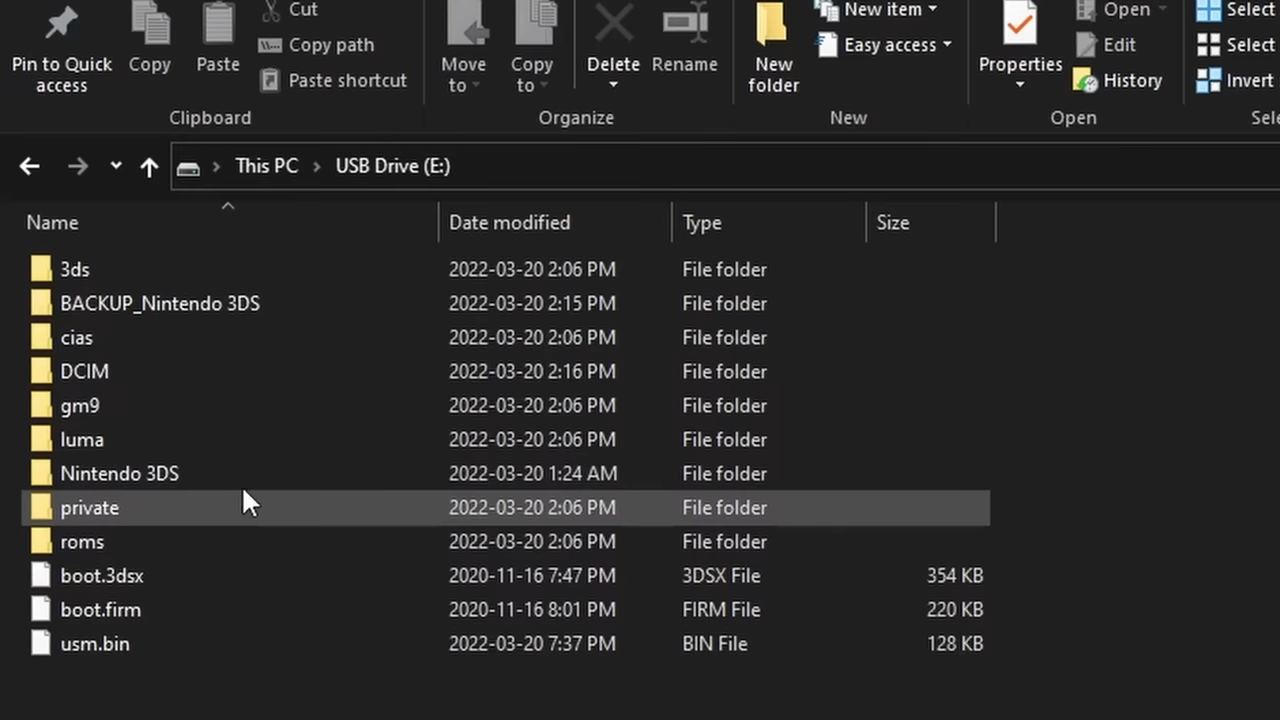 Cut
New item
Open
Select
Copy path
Easy access
Edit
Select
Pin to Quick access
Copy
Paste
Paste shortcut
Move to
Copy to
Delete
Rename
New folder
Properties
History
Invert
Clipboard
Organize
New
Open
Sele
This PC > USB Drive (E:)
Name Date modified Type Size
3ds 2022-03-20 2:06 PM File folder
BACKUP_Nintendo 3DS 2022-03-20 2:15 PM File folder
cias 2022-03-20 2:06 PM File folder
DCIM 2022-03-20 2:16 PM File folder
gm9 2022-03-20 2:06 PM File folder
luma 2022-03-20 2:06 PM File folder
Nintendo 3DS 2022-03-20 1:24 AM File folder
private 2022-03-20 2:06 PM File folder
roms 2022-03-20 2:06 PM File folder
boot.3dsx 2020-11-16 7:47 PM 3DSX File 354 KB
boot.firm 2020-11-16 8:01 PM FIRM File 220 KB
usm.bin 2022-03-20 7:37 PM BIN File 128 KB